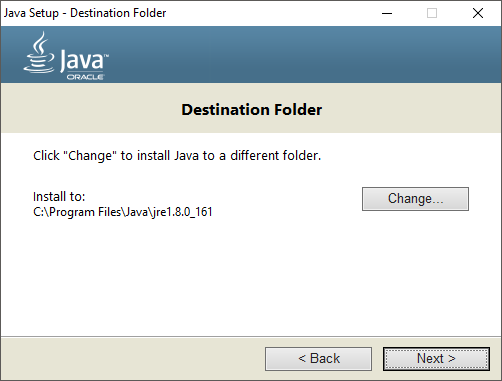 Java Setup - Destination Folder
Java™
ORACLE
Destination Folder
Click "Change" to install Java to a different folder.
Install to:
C:\Program Files\Java\jre1.8.0_161
Change...
< Back
Next >